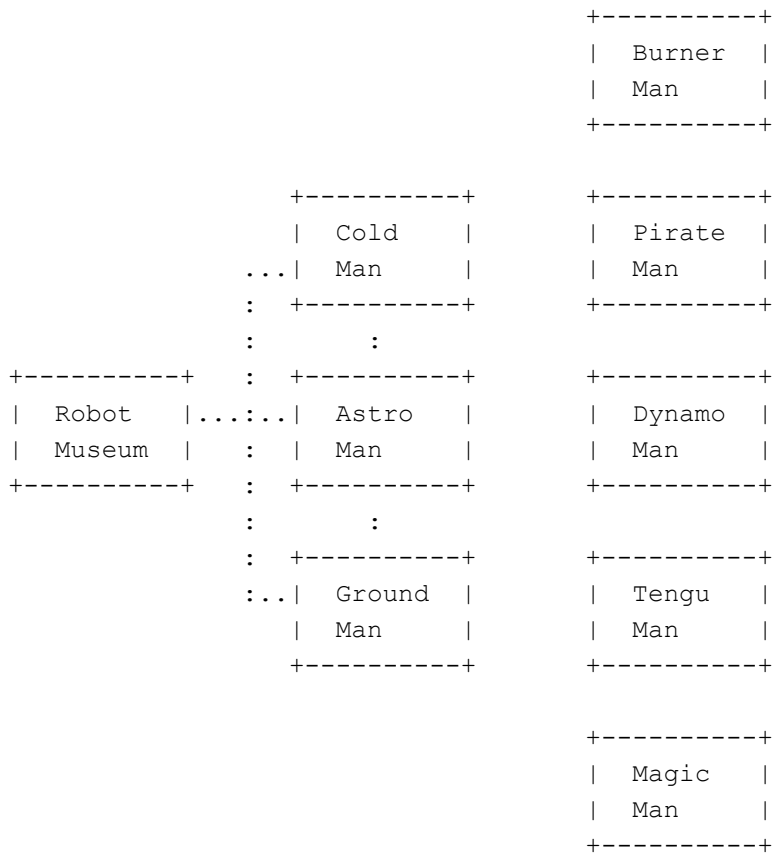 +----------+
                                        |  Burner  |
                                        |  Man     |
                                        +----------+

                    +----------+        +----------+
                    |  Cold    |        |  Pirate  |
                 ...|  Man     |        |  Man     |
                 :  +----------+        +----------+
                 :       :
+----------+     :  +----------+        +----------+
|  Robot   |...:..|  Astro   |        |  Dynamo  |
|  Museum  |   :  |  Man     |        |  Man     |
+----------+   :  +----------+        +----------+
                 :       :
                 :  +----------+        +----------+
                 :..|  Ground  |        |  Tengu   |
                    |  Man     |        |  Man     |
                    +----------+        +----------+

                                        +----------+
                                        |  Magic   |
                                        |  Man     |
                                        +----------+